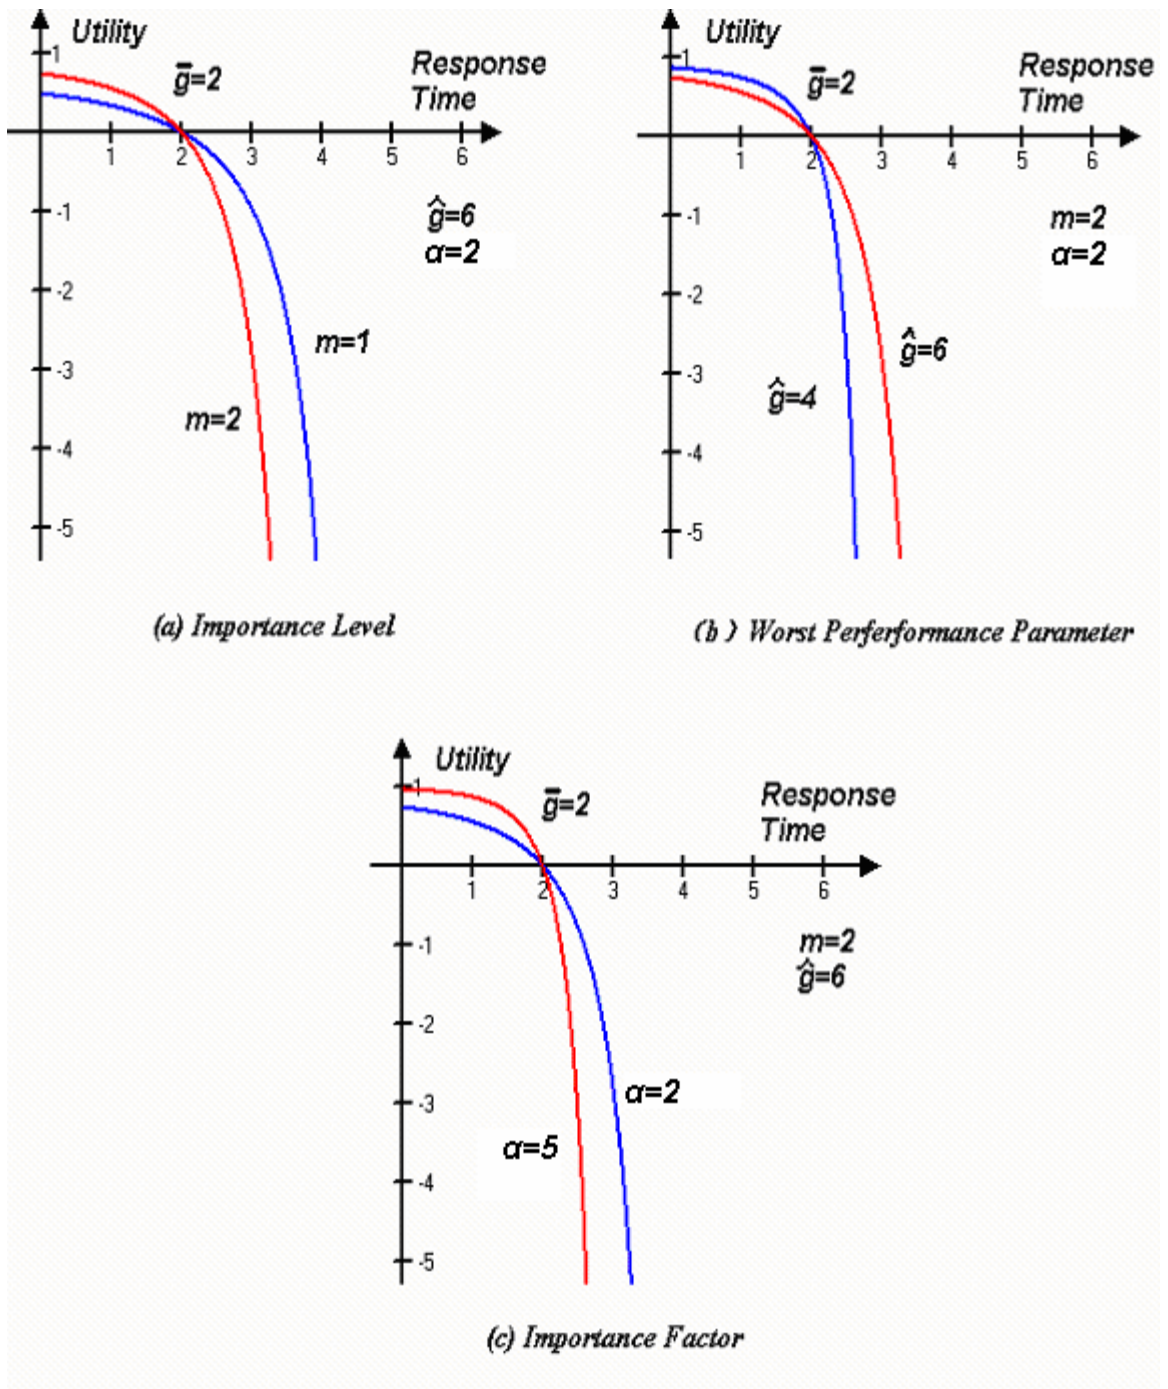 Utility
1
ḡ=2
Response
Time
1 2 3 4 5 6
-1
ĝ=6
α=2
-2
m=1
-3
m=2
-4
-5
(a) Importance Level
Utility
1
ḡ=2
Response
Time
1 2 3 4 5 6
-1
m=2
α=2
-2
ĝ=6
-3
ĝ=4
-4
-5
(b) Worst Perferformance Parameter
Utility
1
ḡ=2
Response
Time
1 2 3 4 5 6
-1
m=2
ĝ=6
-2
-3
α=2
α=5
-4
-5
(c) Importance Factor